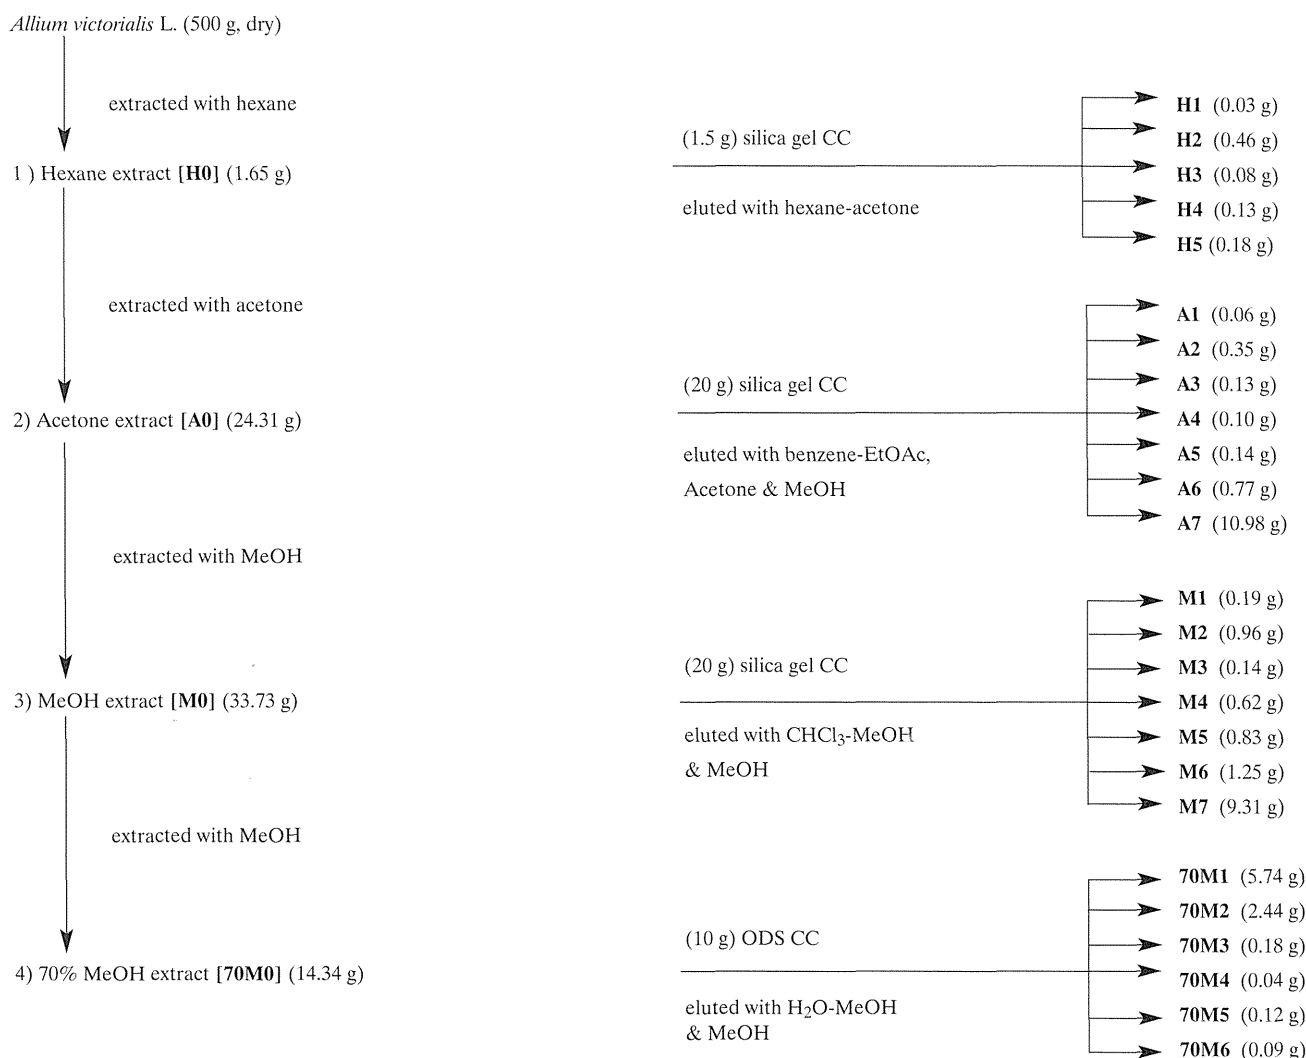 Allium victorialis L. (500 g, dry)
extracted with hexane
1 ) Hexane extract [H0] (1.65 g)
(1.5 g) silica gel CC
eluted with hexane-acetone
H1 (0.03 g)
H2 (0.46 g)
H3 (0.08 g)
H4 (0.13 g)
H5 (0.18 g)
extracted with acetone
2) Acetone extract [A0] (24.31 g)
(20 g) silica gel CC
eluted with benzene-EtOAc,
Acetone & MeOH
A1 (0.06 g)
A2 (0.35 g)
A3 (0.13 g)
A4 (0.10 g)
A5 (0.14 g)
A6 (0.77 g)
A7 (10.98 g)
extracted with MeOH
3) MeOH extract [M0] (33.73 g)
(20 g) silica gel CC
eluted with CHCl3-MeOH
& MeOH
M1 (0.19 g)
M2 (0.96 g)
M3 (0.14 g)
M4 (0.62 g)
M5 (0.83 g)
M6 (1.25 g)
M7 (9.31 g)
extracted with MeOH
4) 70% MeOH extract [70M0] (14.34 g)
(10 g) ODS CC
eluted with H2O-MeOH
& MeOH
70M1 (5.74 g)
70M2 (2.44 g)
70M3 (0.18 g)
70M4 (0.04 g)
70M5 (0.12 g)
70M6 (0.09 g)